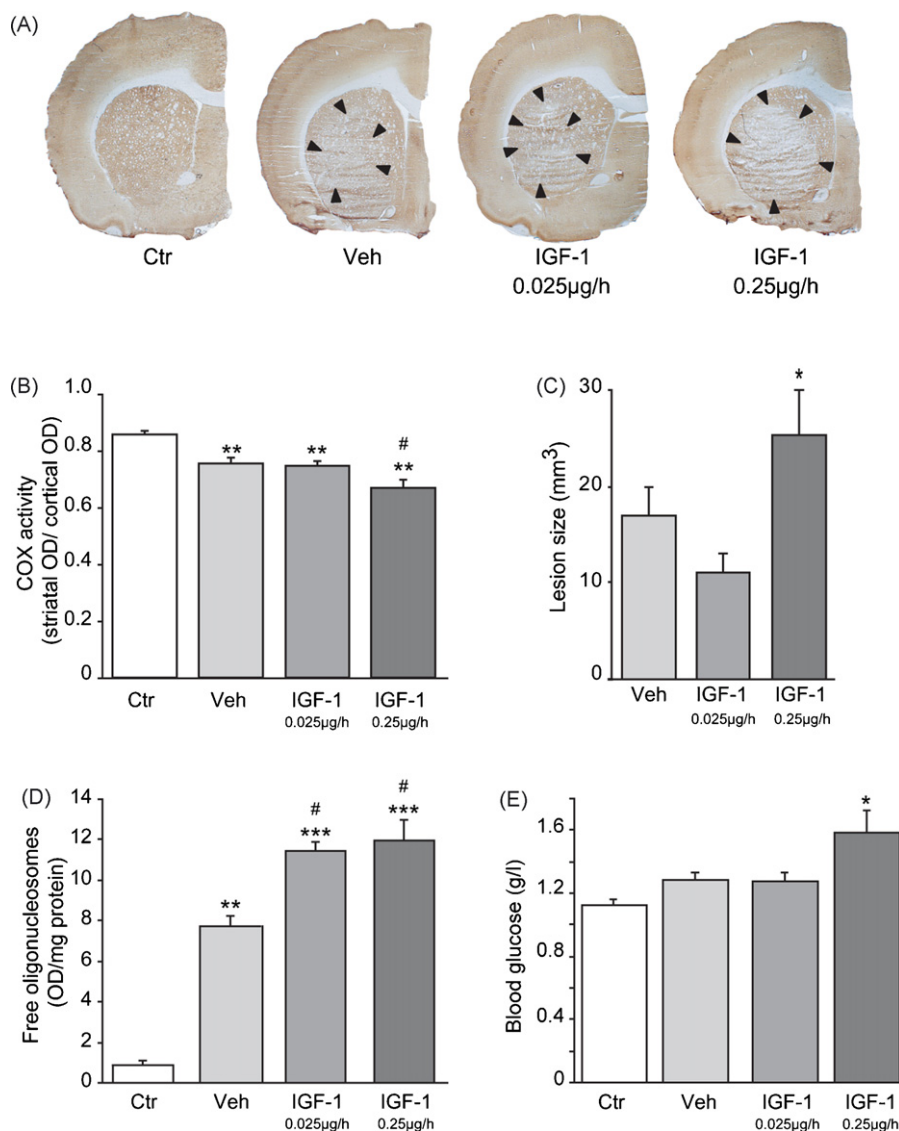 (A)
Ctr
Veh
IGF-1
0.025µg/h
IGF-1
0.25µg/h
(B)
COX activity
(striatal OD/ cortical OD)
1.0
0.8
0.6
0.4
0.2
0
**
**
#
**
Ctr
Veh
IGF-1
0.025µg/h
IGF-1
0.25µg/h
(C)
Lesion size (mm³)
30
20
10
0
*
Veh
IGF-1
0.025µg/h
IGF-1
0.25µg/h
(D)
Free oligonucleosomes
(OD/mg protein)
14
12
10
8
6
4
2
0
**
#
***
#
***
Ctr
Veh
IGF-1
0.025µg/h
IGF-1
0.25µg/h
(E)
Blood glucose (g/l)
1.6
1.2
0.8
0.4
0
*
Ctr
Veh
IGF-1
0.025µg/h
IGF-1
0.25µg/h